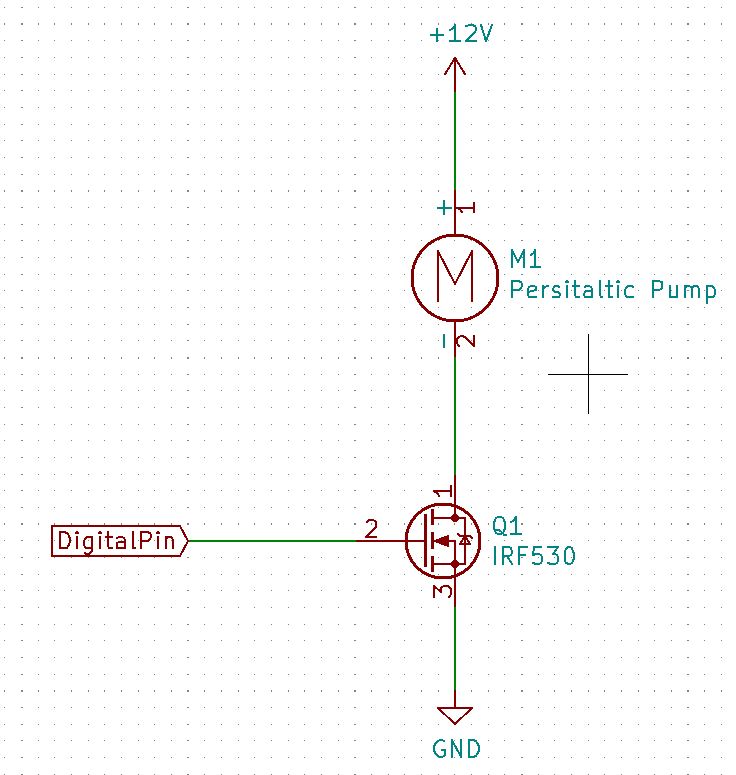 +12V
+
1
M
M1
Persitaltic Pump
-
2
1
DigitalPin
2
Q1
IRF530
3
GND